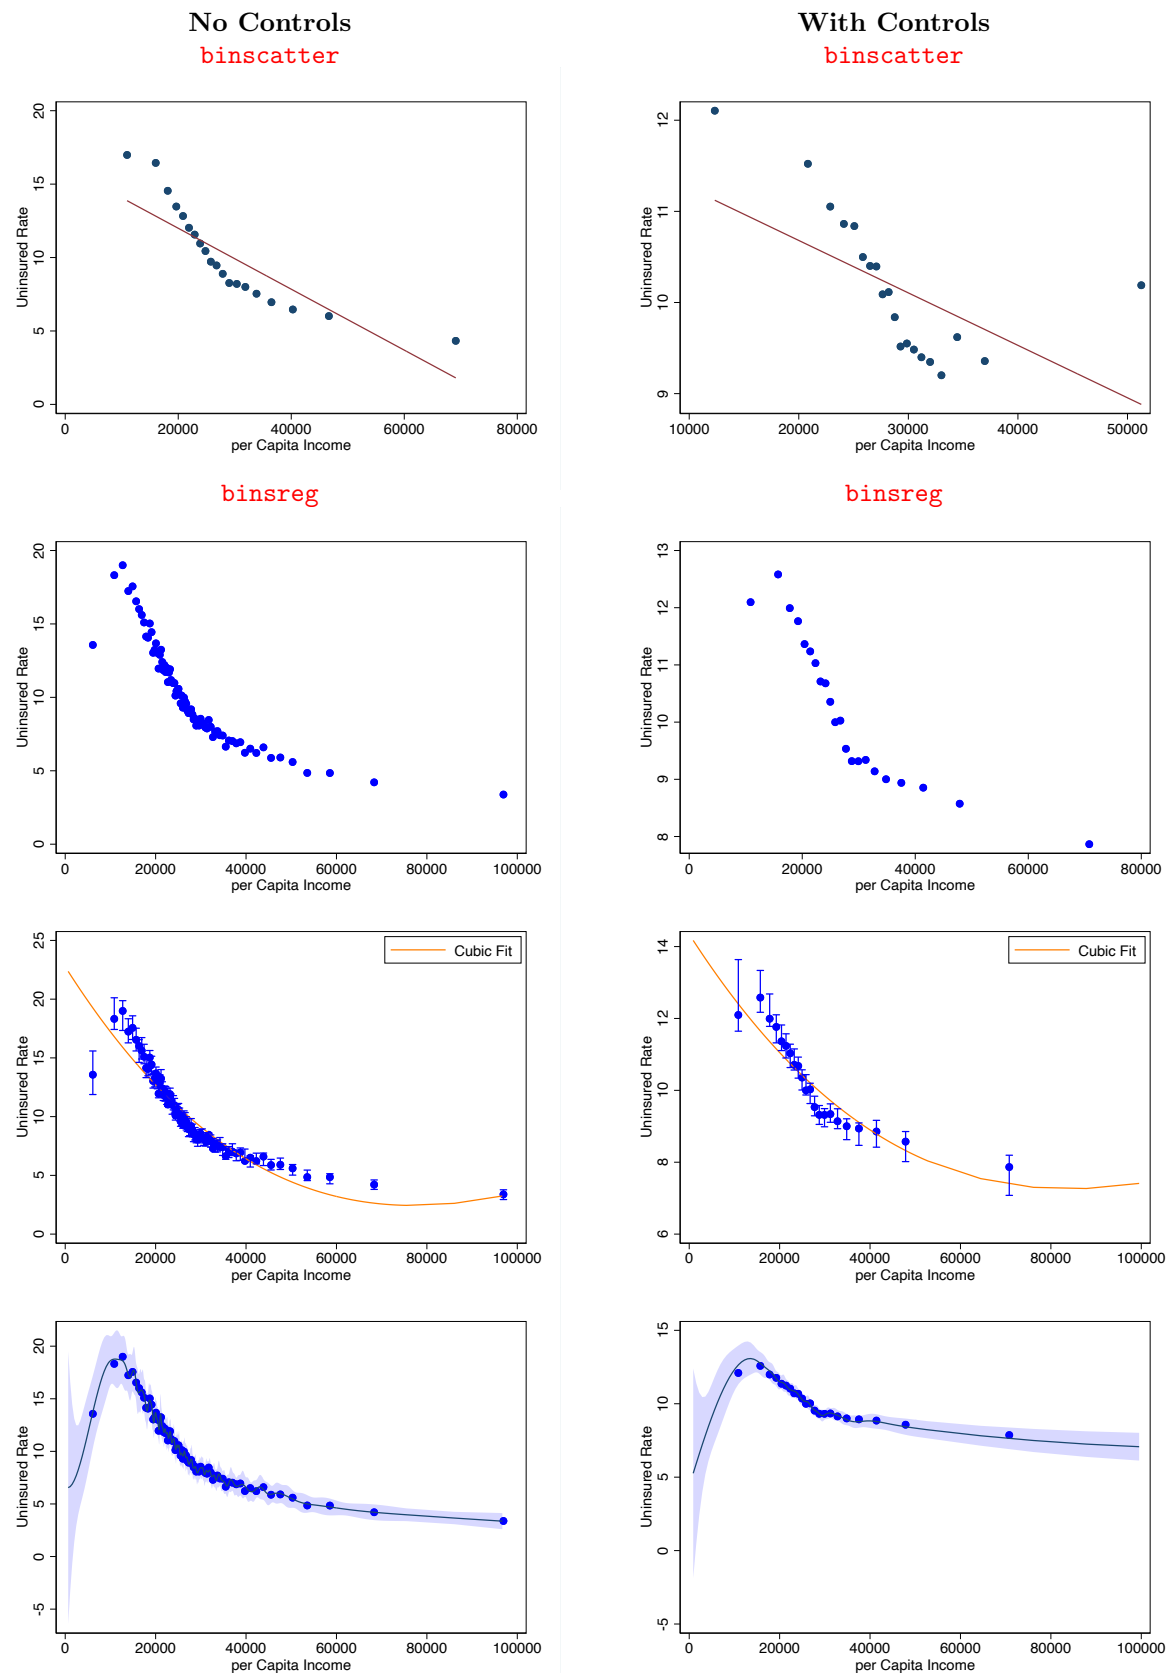 No Controls
With Controls
binscatter
binscatter
Uninsured Rate
20
15
10
5
0
0 20000 40000 60000 80000
per Capita Income
Uninsured Rate
12
11
10
9
10000 20000 30000 40000 50000
per Capita Income
binsreg
binsreg
Uninsured Rate
20
15
10
5
0
0 20000 40000 60000 80000 100000
per Capita Income
Uninsured Rate
13
12
11
10
9
8
0 20000 40000 60000 80000
per Capita Income
Cubic Fit
Uninsured Rate
25
20
15
10
5
0
0 20000 40000 60000 80000 100000
per Capita Income
Cubic Fit
Uninsured Rate
14
12
10
8
6
0 20000 40000 60000 80000 100000
per Capita Income
Uninsured Rate
20
15
10
5
0
-5
0 20000 40000 60000 80000 100000
per Capita Income
Uninsured Rate
15
10
5
0
-5
0 20000 40000 60000 80000 100000
per Capita Income